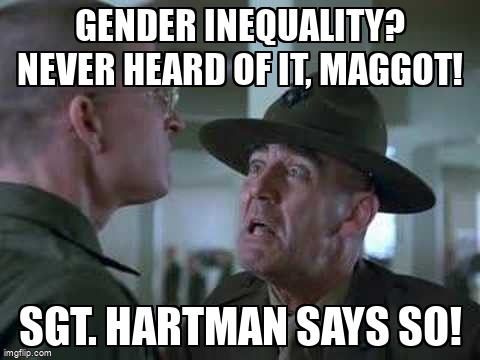 GENDER INEQUALITY?
NEVER HEARD OF IT, MAGGOT!
SGT. HARTMAN SAYS SO!
imgflip.com